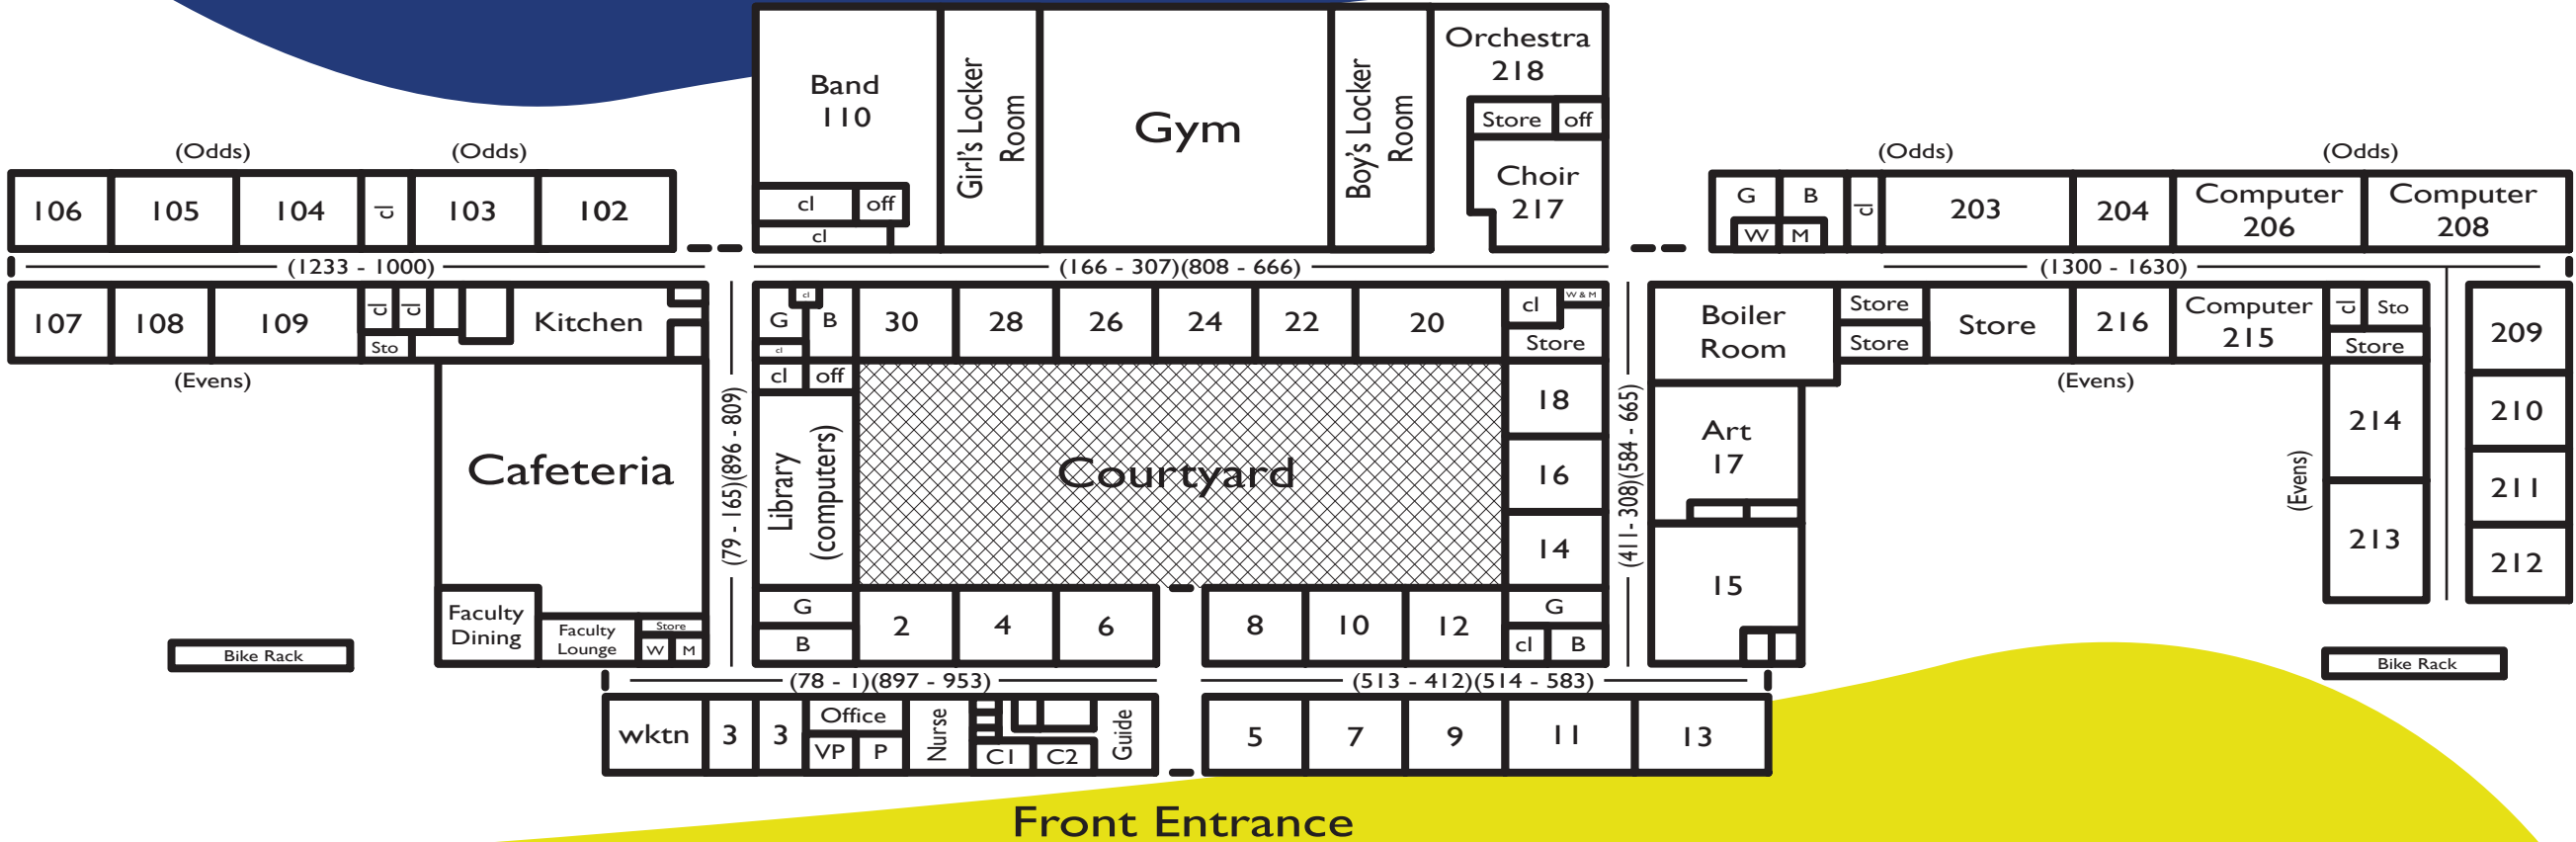 Orchestra
218
Band
110
Girl's Locker
Room
Gym
Boy's Locker
Room
Store
off
Choir
217
cl
off
cl
(Odds)
(Odds)
106
105
104
cl
103
102
(Odds)
(Odds)
G
B
W
M
cl
203
204
Computer
206
Computer
208
(1233 - 1000)
(166 - 307)(808 - 666)
(1300 - 1630)
107
108
109
cl
cl
Sto
Kitchen
(Evens)
cl
G
B
cl
30
28
26
24
22
20
cl
W & M
Store
Boiler
Room
Store
Store
Store
216
Computer
215
cl
Sto
Store
(Evens)
209
210
211
212
cl
off
Library
(computers)
(79 - 165)(896 - 809)
Cafeteria
Courtyard
18
16
14
(411 - 308)(584 - 665)
Art
17
15
214
213
(Evens)
Faculty
Dining
Faculty
Lounge
Store
W
M
G
B
2
4
6
8
10
12
G
cl
B
Bike Rack
Bike Rack
(78 - 1)(897 - 953)
(513 - 412)(514 - 583)
wktn
3
3
Office
VP
P
Nurse
C1
C2
Guide
5
7
9
11
13
Front Entrance